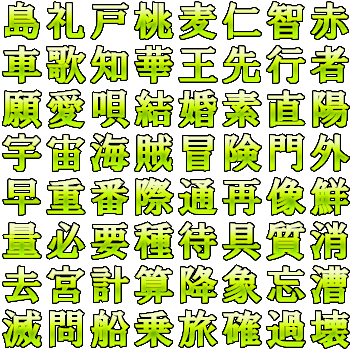 島礼戸桃麦仁智赤
車歌知華王先行者
願愛唄結婚素直陽
宇宙海賊冒険門外
早重番際通再像鮮
量必要種待具質消
去宮計算降象忘漕
滅問船乗旅確過壊